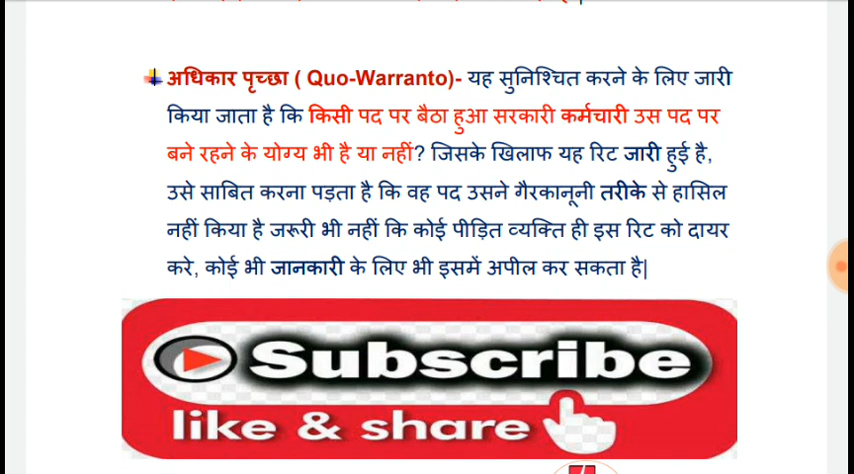 अधिकार पृच्छा ( Quo-Warranto)- यह सुनिश्चित करने के लिए जारी
किया जाता है कि किसी पद पर बैठा हुआ सरकारी कर्मचारी उस पद पर
बने रहने के योग्य भी है या नहीं? जिसके खिलाफ यह रिट जारी हुई है,
उसे साबित करना पड़ता है कि वह पद उसने गैरकानूनी तरीके से हासिल
नहीं किया है जरूरी भी नहीं कि कोई पीड़ित व्यक्ति ही इस रिट को दायर
करे, कोई भी जानकारी के लिए भी इसमें अपील कर सकता है|
Subscribe
like & share